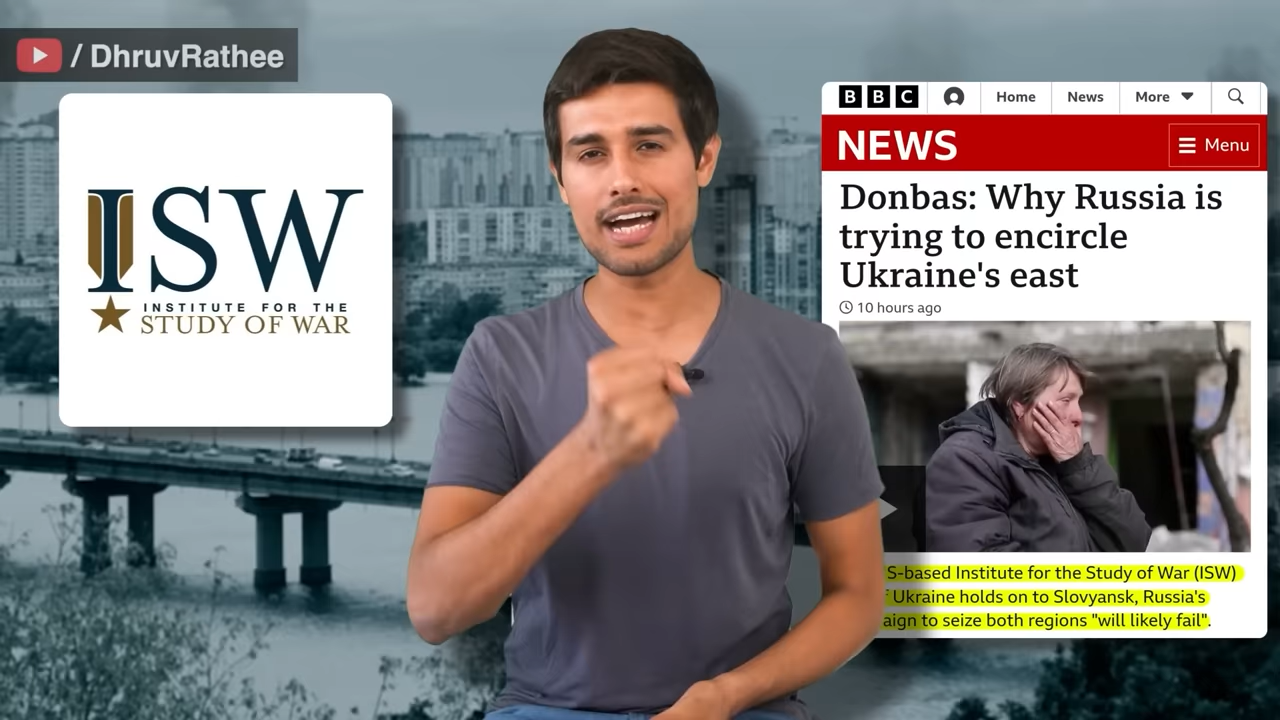 / DhruvRathee
ISW
INSTITUTE FOR THE
STUDY OF WAR
BBC
Home
News
More
NEWS
Menu
Donbas: Why Russia is
trying to encircle
Ukraine's east
10 hours ago
S-based Institute for the Study of War (ISW)
Ukraine holds on to Slovyansk, Russia's
aign to seize both regions "will likely fail".